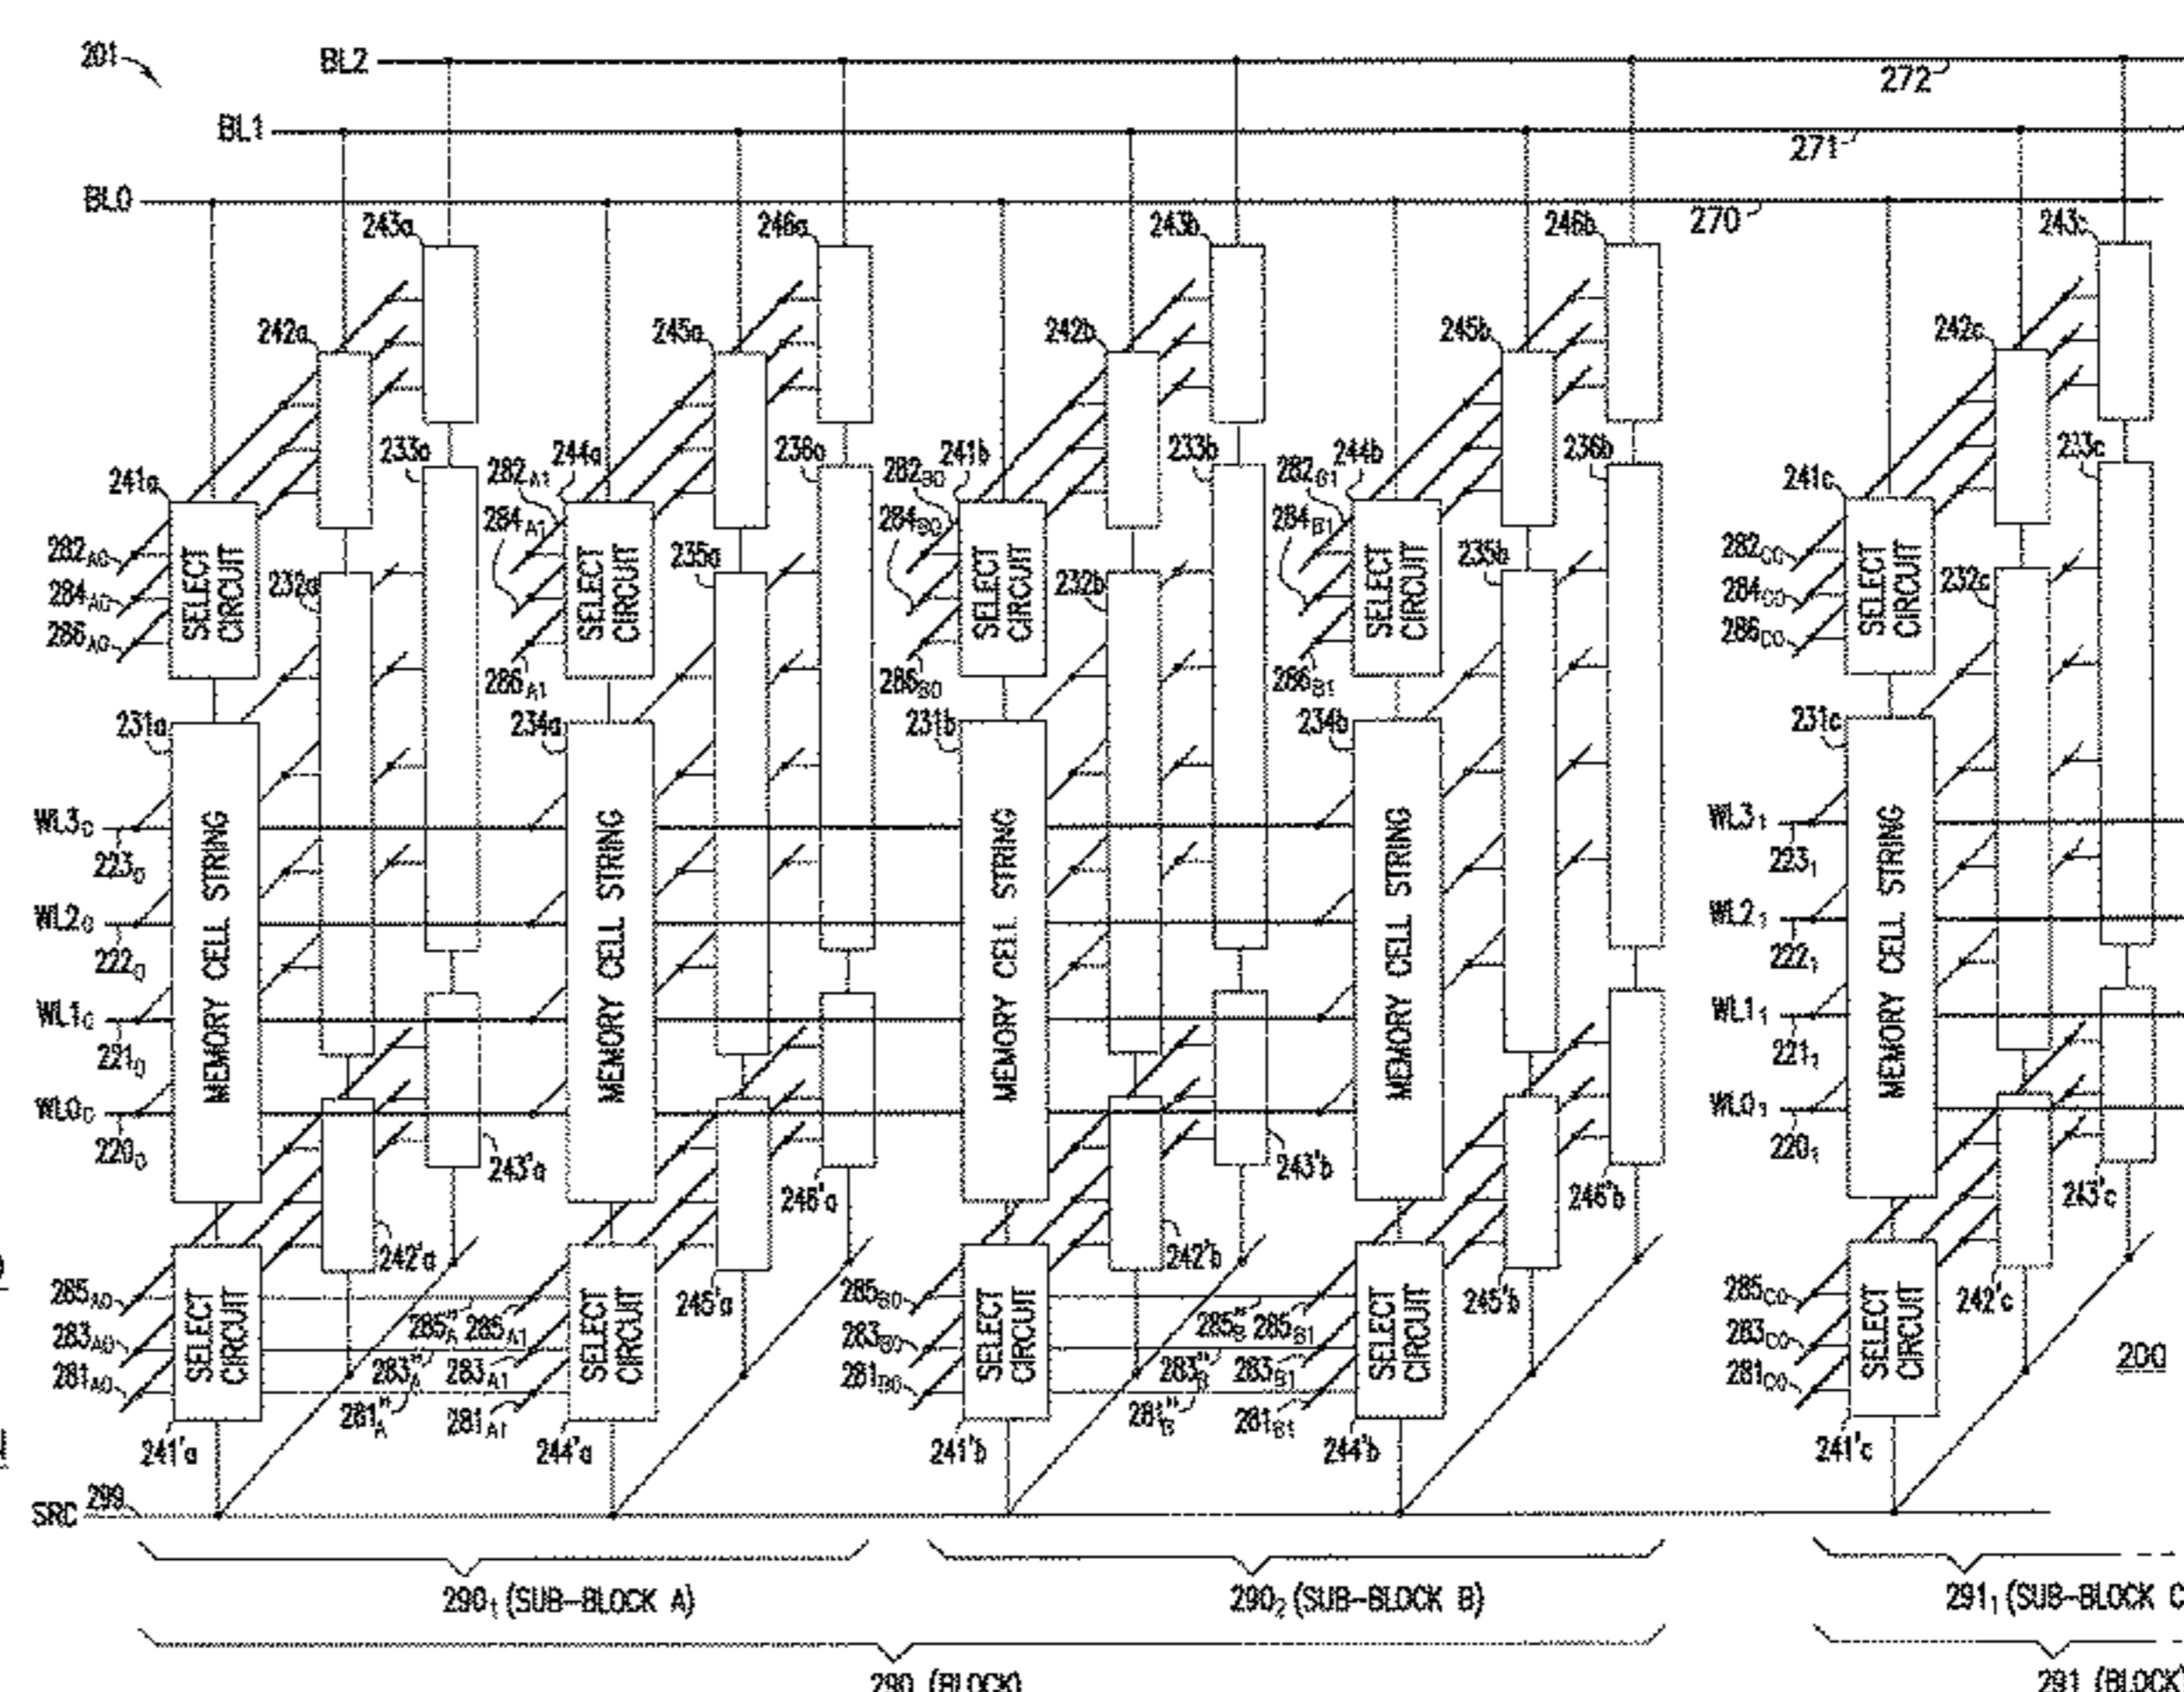 201
BL2
272
BL1
271
BL0
270
243a 246a 243b 246b 243c
242a 245a 242b 245b 242c
233a 236a 233b 236b 233c
241a 244a 241b 244b 241c
282A0 282A1 282B0 282B1 282C0
284A0 284A1 284B0 284B1 284C0
286A0 286A1 286B0 286B1 286C0
SELECT CIRCUIT SELECT CIRCUIT SELECT CIRCUIT SELECT CIRCUIT SELECT CIRCUIT
232a 235a 232b 235b 232c
231a 234a 231b 234b 231c
MEMORY CELL STRING MEMORY CELL STRING MEMORY CELL STRING MEMORY CELL STRING MEMORY CELL STRING
WL30 WL31
2230 2231
WL20 WL21
2220 2221
WL10 WL11
2210 2211
WL00 WL01
2200 2201
243'a 246'a 243'b 246'b 243'c
242'a 245'a 242'b 245'b 242'c
285A0 285"A 285A1 285B0 285"B 285B1 285C0
283A0 283"A 283A1 283B0 283"B 283B1 283C0
281A0 281"A 281A1 281B0 281"B 281B1 281C0
SELECT CIRCUIT SELECT CIRCUIT SELECT CIRCUIT SELECT CIRCUIT SELECT CIRCUIT
200
241'a 244'a 241'b 244'b 241'c
SRC 299
2901 (SUB-BLOCK A) 2902 (SUB-BLOCK B) 2911 (SUB-BLOCK C
290 (BLOCK) 291 (BLOCK)